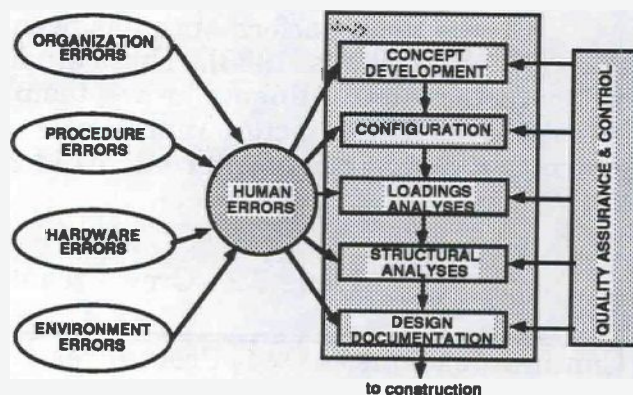 ORGANIZATION
ERRORS
PROCEDURE
ERRORS
HARDWARE
ERRORS
ENVIRONMENT
ERRORS
HUMAN
ERRORS
CONCEPT
DEVELOPMENT
CONFIGURATION
LOADINGS
ANALYSES
STRUCTURAL
ANALYSES
DESIGN
DOCUMENTATION
to construction
QUALITY ASSURANCE & CONTROL